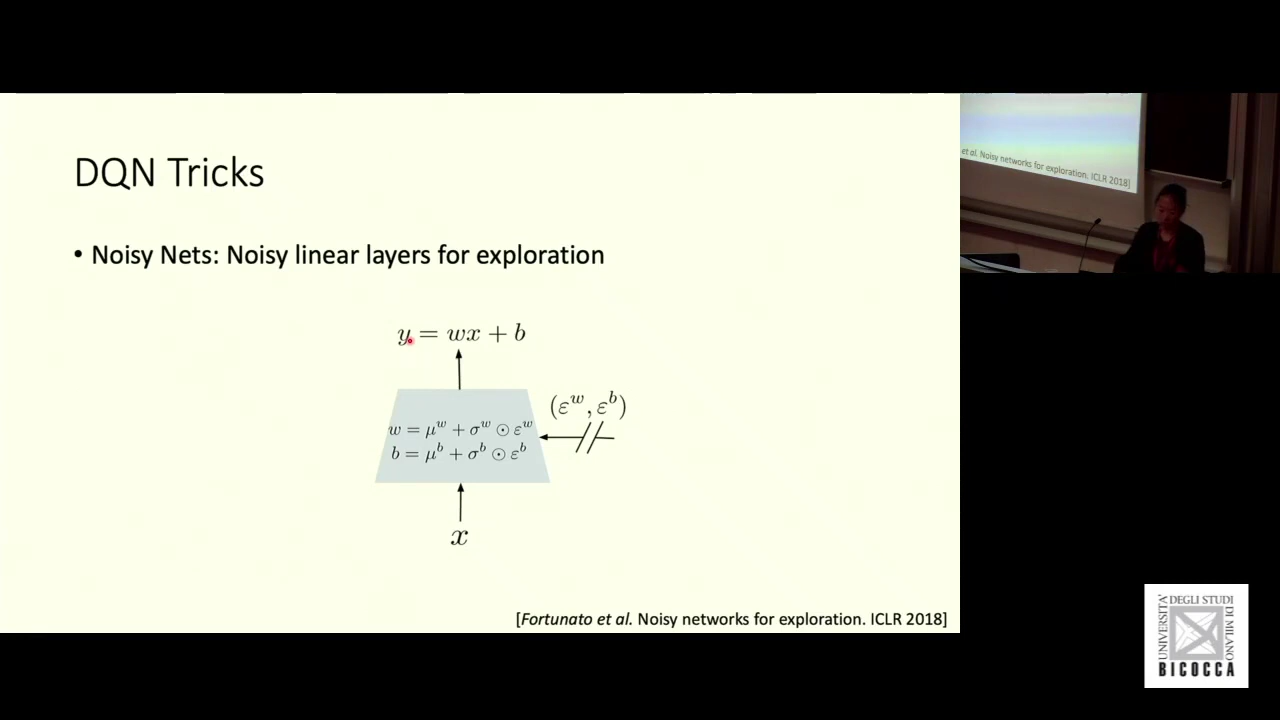 DQN Tricks
• Noisy Nets: Noisy linear layers for exploration
y = wx + b
(ε^w, ε^b)
w = μ^w + σ^w ⊙ ε^w
b = μ^b + σ^b ⊙ ε^b
x
[Fortunato et al. Noisy networks for exploration. ICLR 2018]
et al. Noisy networks for exploration. ICLR 2018]
UNIVERSITA'
DEGLI STUDI
DI MILANO
BICOCCA